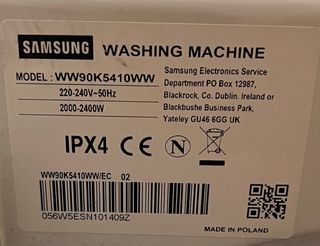 SAMSUNG WASHING MACHINE
MODEL : WW90K5410WW
220-240V~50Hz
2000-2400W
Samsung Electronics Service
Department PO Box 12987,
Blackrock, Co. Dublin. Ireland or
Blackbushe Business Park,
Yateley GU46 6GG UK
IPX4 CE
WW90K5410WW/EC 02
056W5ESN101409Z
MADE IN POLAND